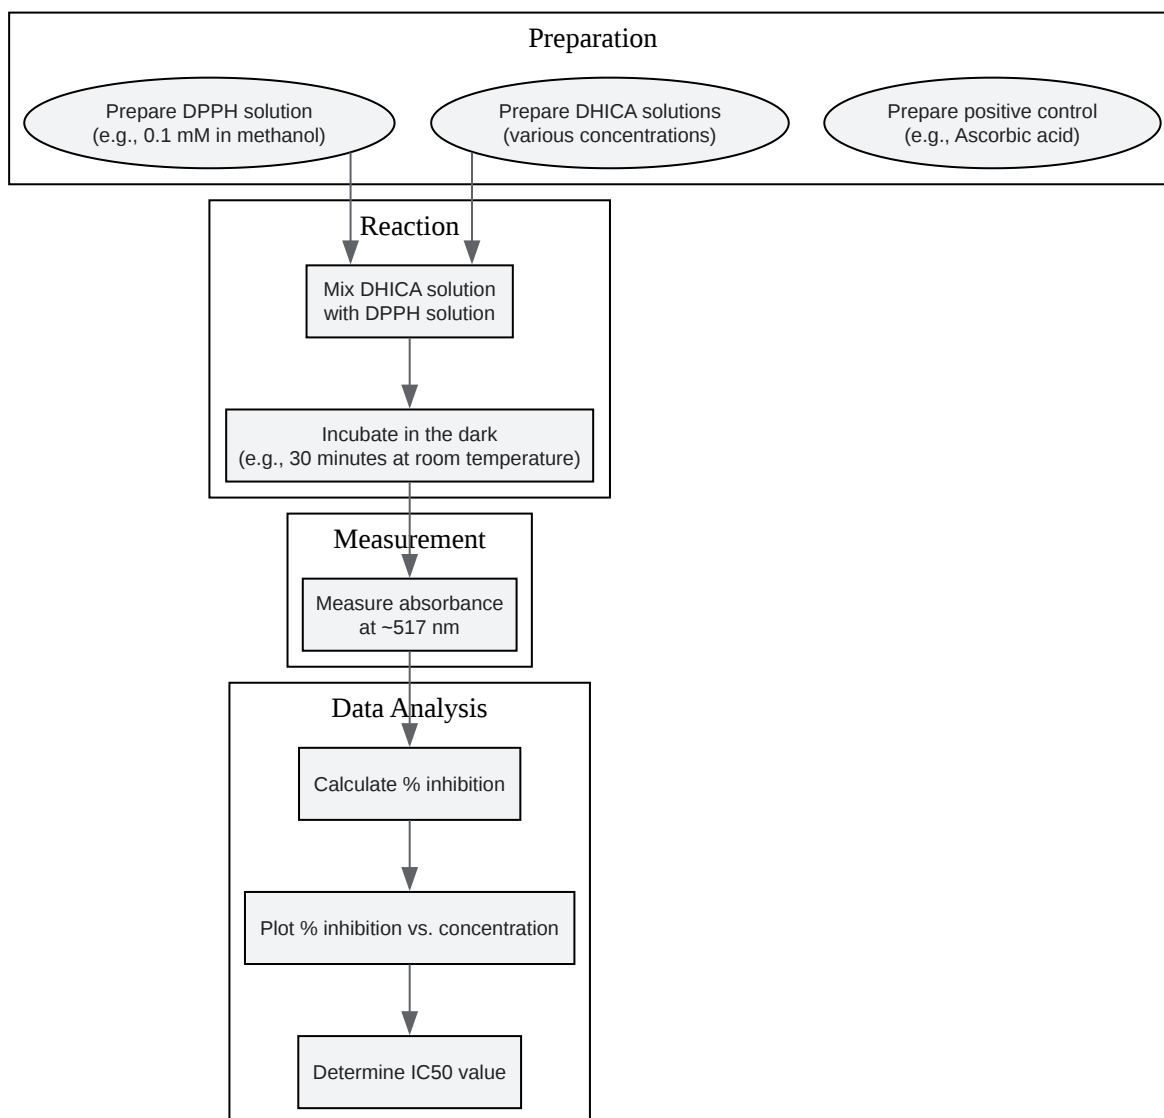 Preparation
Prepare DPPH solution
(e.g., 0.1 mM in methanol)
Prepare DHICA solutions
(various concentrations)
Prepare positive control
(e.g., Ascorbic acid)
Reaction
Mix DHICA solution
with DPPH solution
Incubate in the dark
(e.g., 30 minutes at room temperature)
Measurement
Measure absorbance
at ~517 nm
Data Analysis
Calculate % inhibition
Plot % inhibition vs. concentration
Determine IC50 value